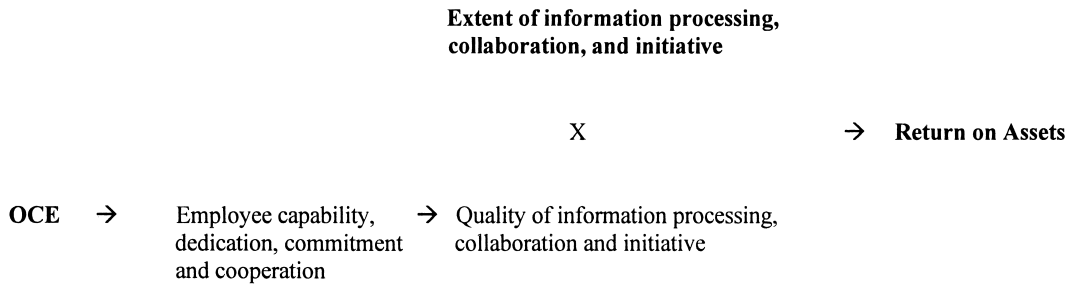 Extent of information processing,
collaboration, and initiative
X → Return on Assets
OCE → Employee capability, → Quality of information processing,
dedication, commitment collaboration and initiative
and cooperation